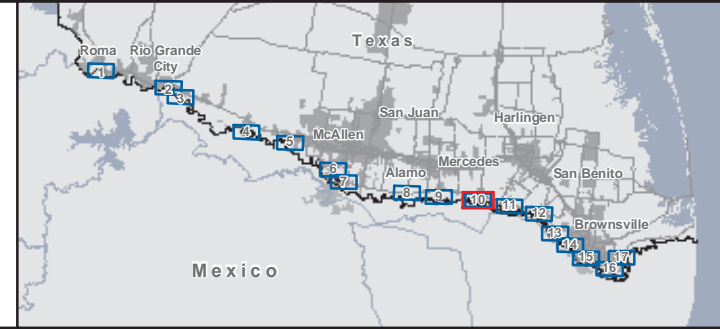 Texas
Roma
Rio Grande
City
1
2
3
San Juan
Harlingen
4
5
McAllen
Mercedes
Alamo
San Benito
6
7
8
9
10
11
12
Brownsville
13
14
15
16
17
Mexico